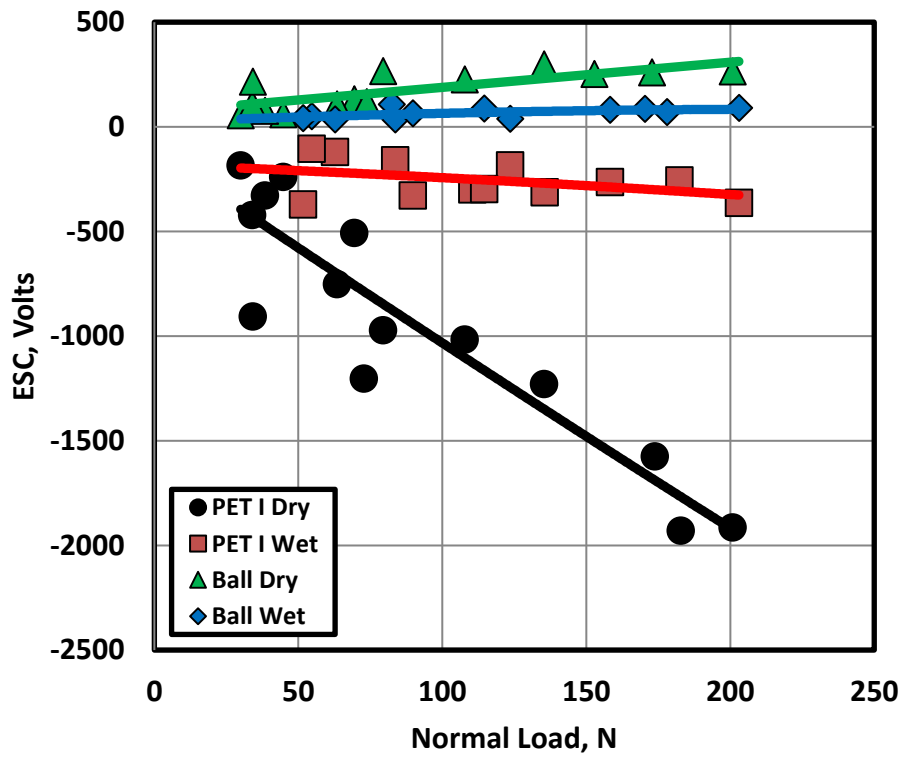 500
0
-500
-1000
-1500
-2000
-2500
ESC, Volts
PET I Dry
PET I Wet
Ball Dry
Ball Wet
0 50 100 150 200 250
Normal Load, N